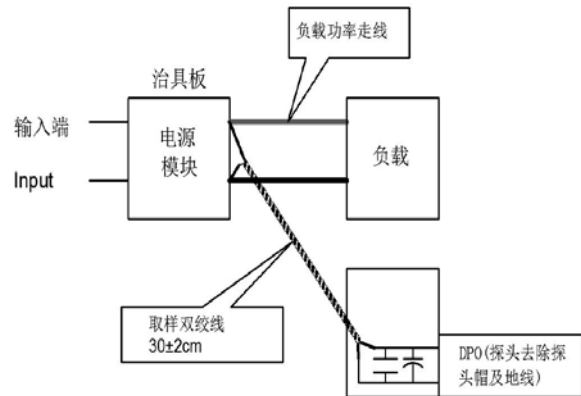 负载功率走线
治具板
输入端
电源
模块
负载
Input
取样双绞线
30±2cm
DPO(探头去除探
头帽及地线)